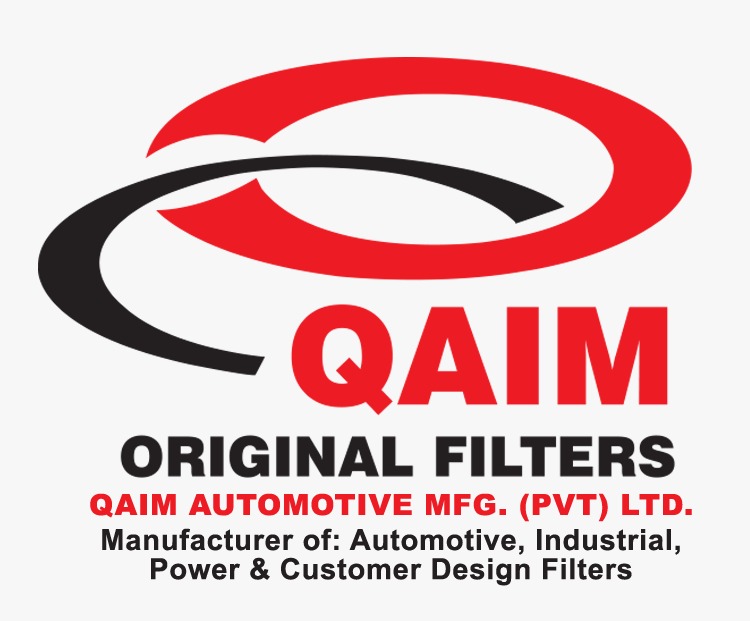 QAIM
ORIGINAL FILTERS
QAIM AUTOMOTIVE MFG. (PVT) LTD.
Manufacturer of: Automotive, Industrial,
Power & Customer Design Filters